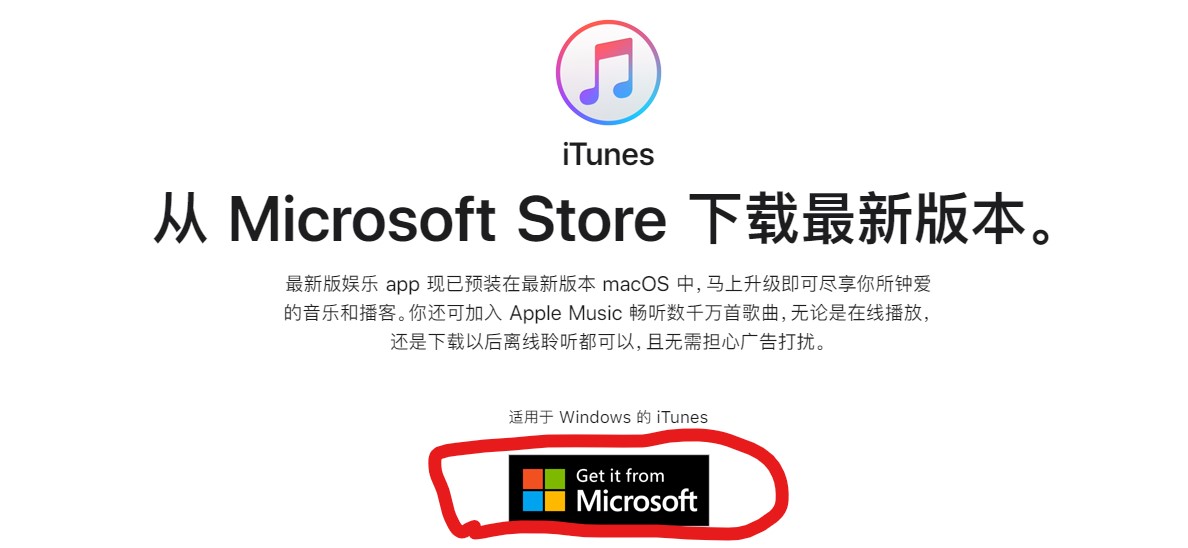 iTunes
从 Microsoft Store 下载最新版本。
最新版娱乐 app 现已预装在最新版本 macOS 中，马上升级即可尽享你所钟爱
的音乐和播客。你还可加入 Apple Music 畅听数千万首歌曲，无论是在线播放，
还是下载以后离线聆听都可以，且无需担心广告打扰。
适用于 Windows 的 iTunes
Get it from
Microsoft